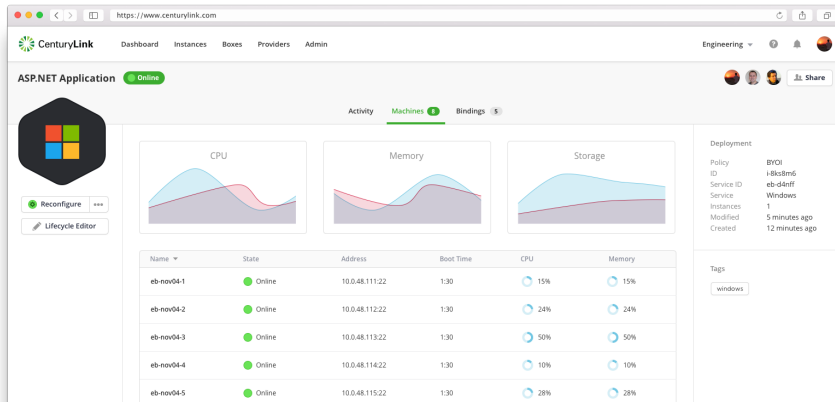 https://www.centurylink.com
CenturyLink Dashboard Instances Boxes Providers Admin Engineering
ASP.NET Application Online Share
Activity Machines 8 Bindings 5
Reconfigure
Lifecycle Editor
CPU Memory Storage
Deployment
Policy BYOI
ID i-8ks8m6
Service ID eb-d4nff
Service Windows
Instances 1
Modified 5 minutes ago
Created 12 minutes ago
Tags
windows
Name State Address Boot Time CPU Memory
eb-nov04-1 Online 10.0.48.111:22 1:30 15% 15%
eb-nov04-2 Online 10.0.48.112:22 1:30 24% 24%
eb-nov04-3 Online 10.0.48.113:22 1:30 50% 50%
eb-nov04-4 Online 10.0.48.114:22 1:30 10% 10%
eb-nov04-5 Online 10.0.48.115:22 1:30 28% 28%